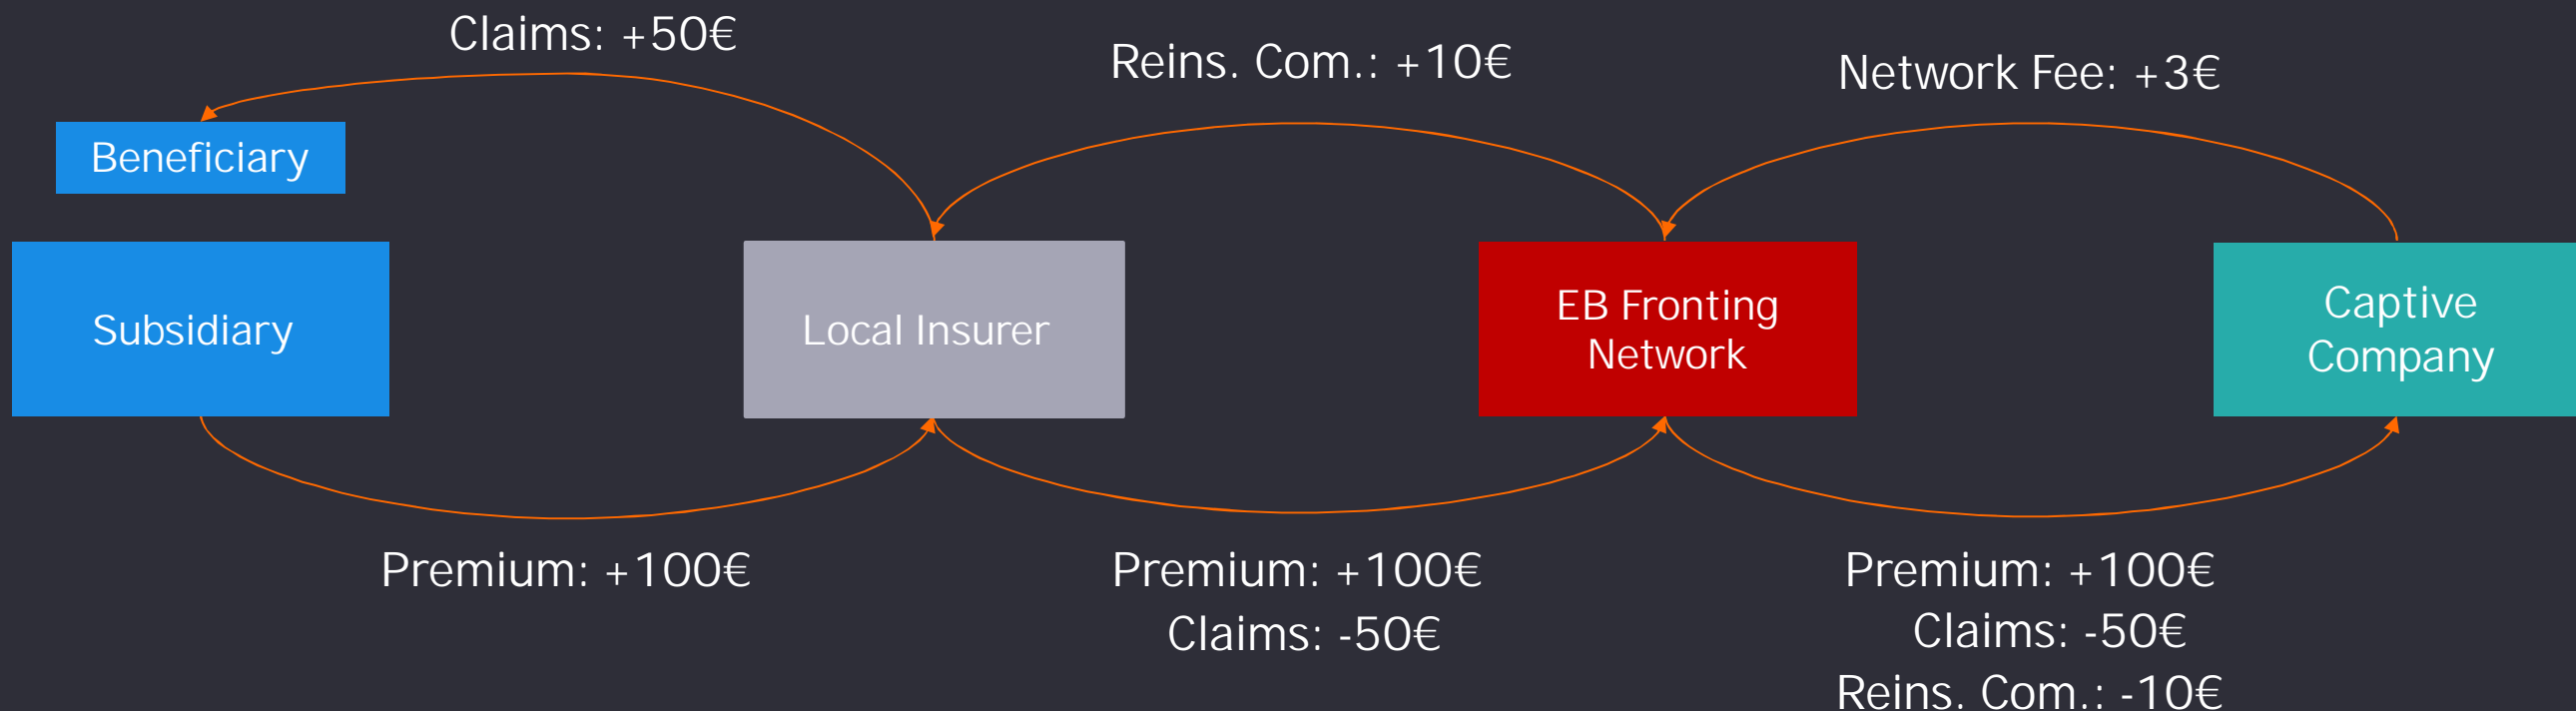 Claims: +50€
Reins. Com.: +10€
Network Fee: +3€
Beneficiary
Subsidiary
Local Insurer
EB Fronting
Network
Captive
Company
Premium: +100€
Premium: +100€
Claims: -50€
Premium: +100€
Claims: -50€
Reins. Com.: -10€